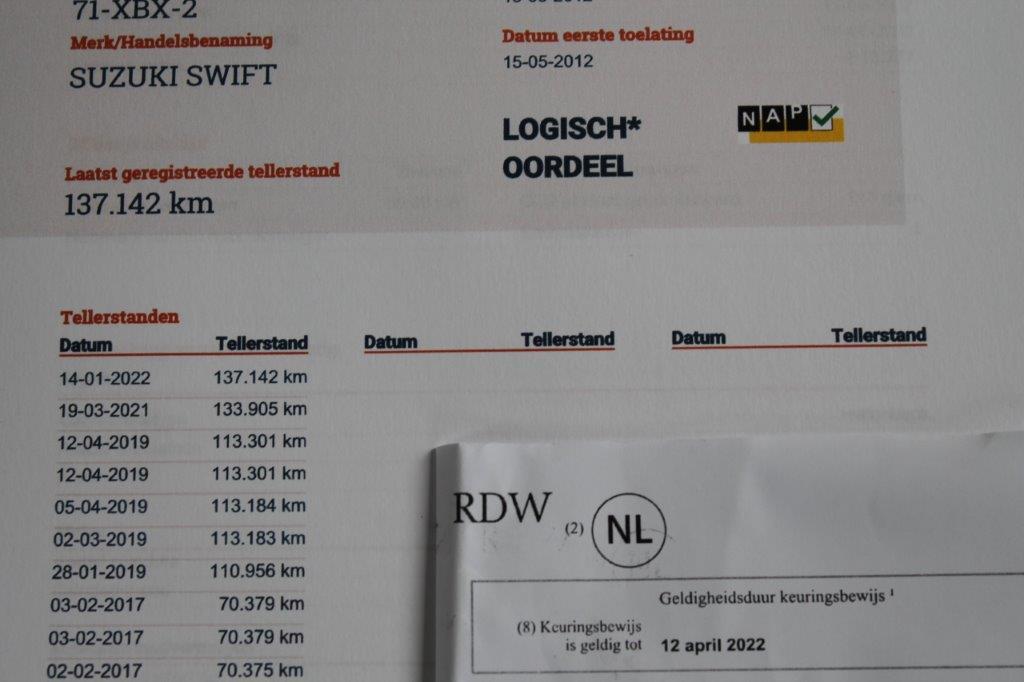 71-XBX-2
Merk/Handelsbenaming
SUZUKI SWIFT
Datum eerste toelating
15-05-2012
LOGISCH*
OORDEEL
NAP
Laatst geregistreerde tellerstand
137.142 km
Tellerstanden
Datum Tellerstand Datum Tellerstand Datum Tellerstand
14-01-2022 137.142 km
19-03-2021 133.905 km
12-04-2019 113.301 km
12-04-2019 113.301 km
05-04-2019 113.184 km
02-03-2019 113.183 km
28-01-2019 110.956 km
03-02-2017 70.379 km
03-02-2017 70.379 km
02-02-2017 70.375 km
RDW (2) NL
Geldigheidsduur keuringsbewijs ¹
(8) Keuringsbewijs
is geldig tot 12 april 2022